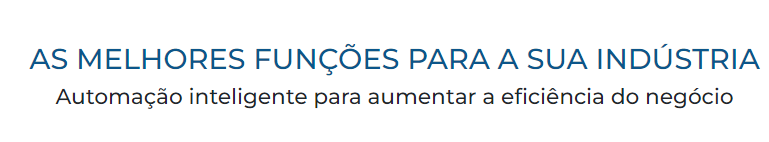 AS MELHORES FUNÇÕES PARA A SUA INDÚSTRIA
Automação inteligente para aumentar a eficiência do negócio